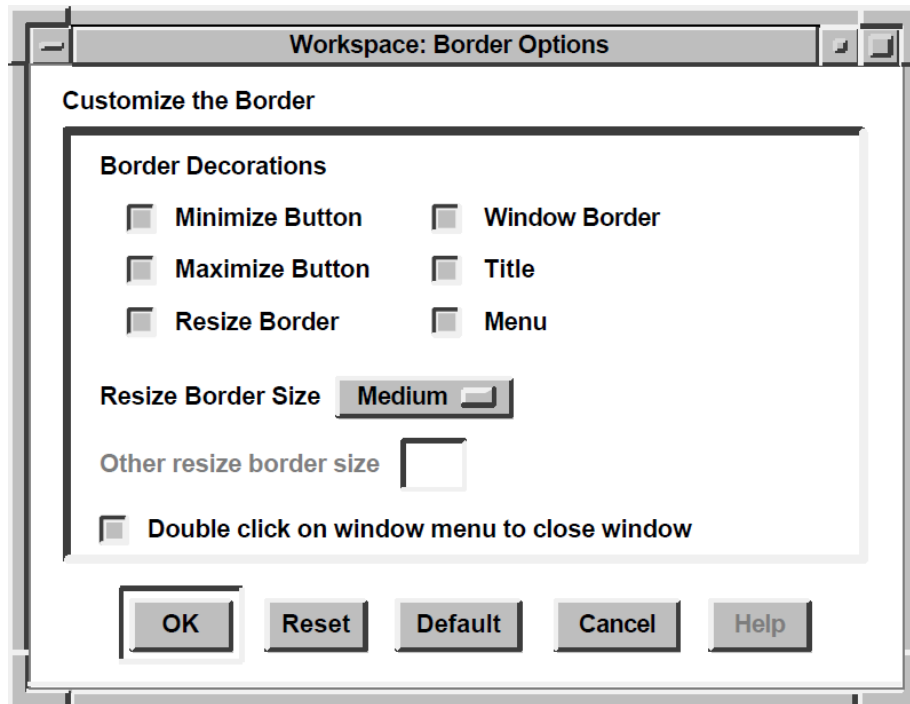 Workspace: Border Options
Customize the Border
Border Decorations
Minimize Button Window Border
Maximize Button Title
Resize Border Menu
Resize Border Size Medium
Other resize border size
Double click on window menu to close window
OK Reset Default Cancel Help